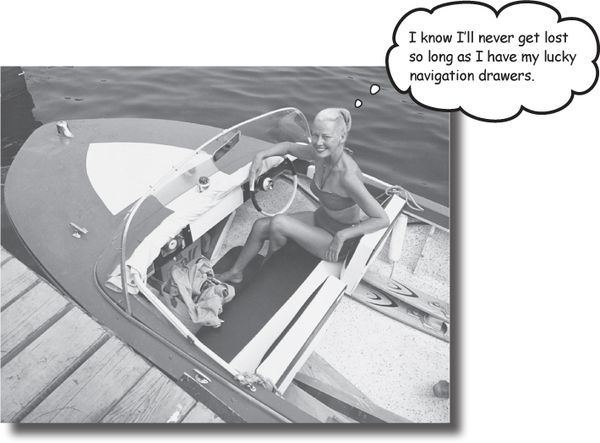 I know I'll never get lost
so long as I have my lucky
navigation drawers.